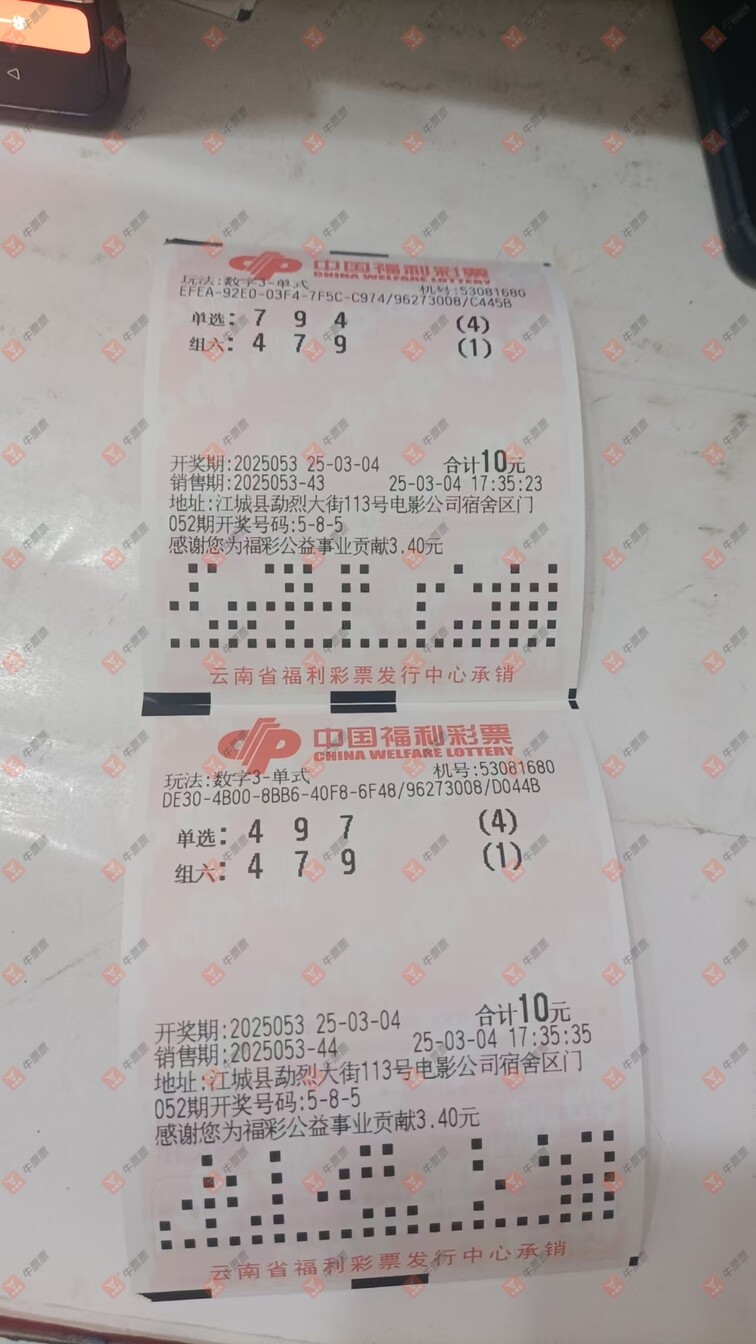 中国福利彩票
CHINA WELFARE LOTTERY
玩法:数字3-单式 机号:53081680
EFEA-92E0-03F4-7F5C-C974/96273008/C445B
单选: 7 9 4 (4)
组六: 4 7 9 (1)
开奖期:2025053 25-03-04 合计10元
销售期:2025053-43 25-03-04 17:35:23
地址:江城县勐烈大街113号电影公司宿舍区门
052期开奖号码:5-8-5
感谢您为福彩公益事业贡献3.40元
云南省福利彩票发行中心承销
中国福利彩票
CHINA WELFARE LOTTERY
玩法:数字3-单式 机号:53081680
DE30-4B00-8BB6-40F8-6F48/96273008/D044B
单选: 4 9 7 (4)
组六: 4 7 9 (1)
开奖期:2025053 25-03-04 合计10元
销售期:2025053-44 25-03-04 17:35:35
地址:江城县勐烈大街113号电影公司宿舍区门
052期开奖号码:5-8-5
感谢您为福彩公益事业贡献3.40元
云南省福利彩票发行中心承销